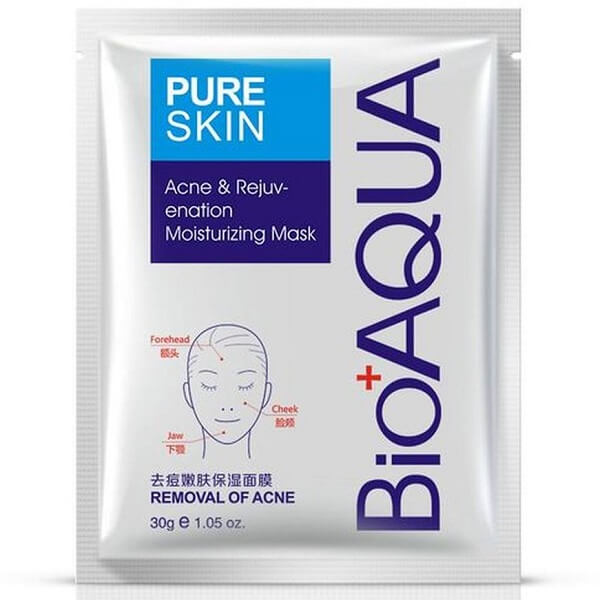 PURE
SKIN
Acne & Rejuv-
enation
Moisturizing Mask
BIOAQUA
Forehead
额头
Cheek
脸颊
Jaw
下颚
去痘嫩肤保湿面膜
REMOVAL OF ACNE
30g e 1.05 oz.